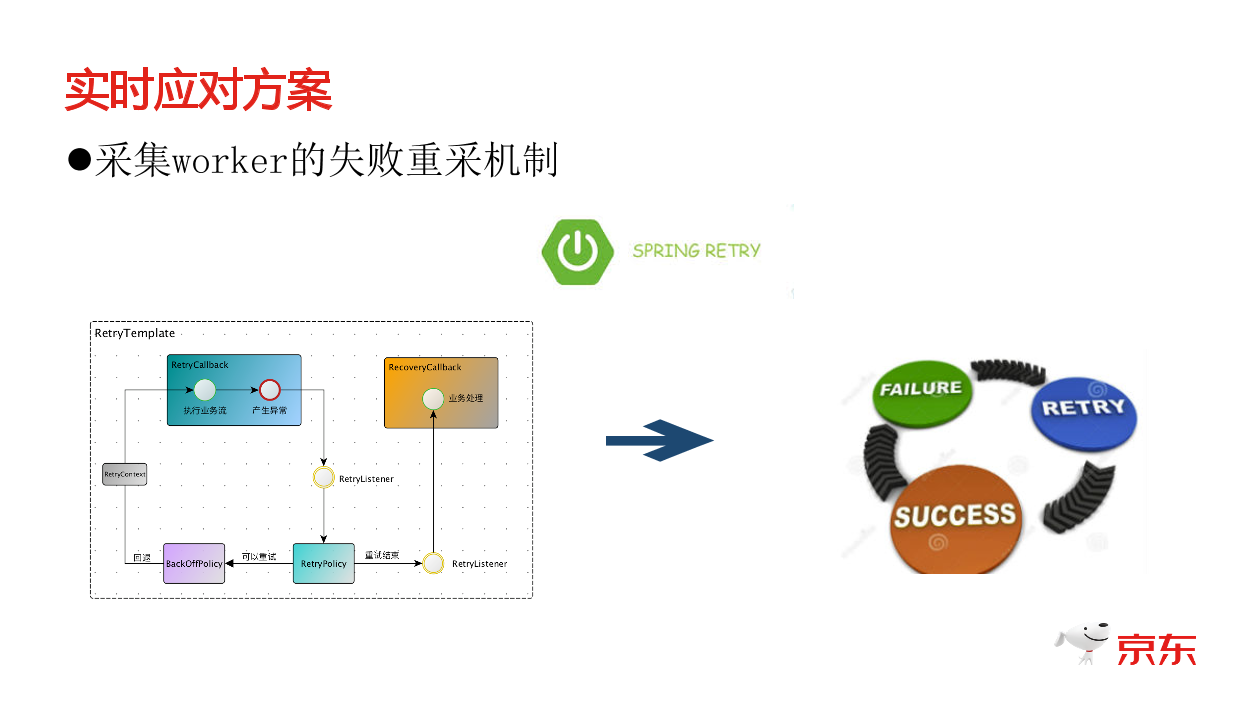 实时应对方案
●采集worker的失败重采机制
SPRING RETRY
RetryTemplate
RetryCallback
执行业务流
产生异常
RecoveryCallback
业务处理
RetryContext
RetryListener
回退
BackOffPolicy
可以重试
RetryPolicy
重试结束
RetryListener
FAILURE
RETRY
SUCCESS
京东